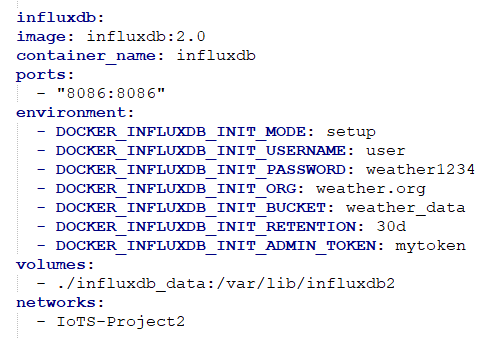 influxdb:
image: influxdb:2.0
container_name: influxdb
ports:
  - "8086:8086"
environment:
  - DOCKER_INFLUXDB_INIT_MODE: setup
  - DOCKER_INFLUXDB_INIT_USERNAME: user
  - DOCKER_INFLUXDB_INIT_PASSWORD: weather1234
  - DOCKER_INFLUXDB_INIT_ORG: weather.org
  - DOCKER_INFLUXDB_INIT_BUCKET: weather_data
  - DOCKER_INFLUXDB_INIT_RETENTION: 30d
  - DOCKER_INFLUXDB_INIT_ADMIN_TOKEN: mytoken
volumes:
  - ./influxdb_data:/var/lib/influxdb2
networks:
  - IoTS-Project2